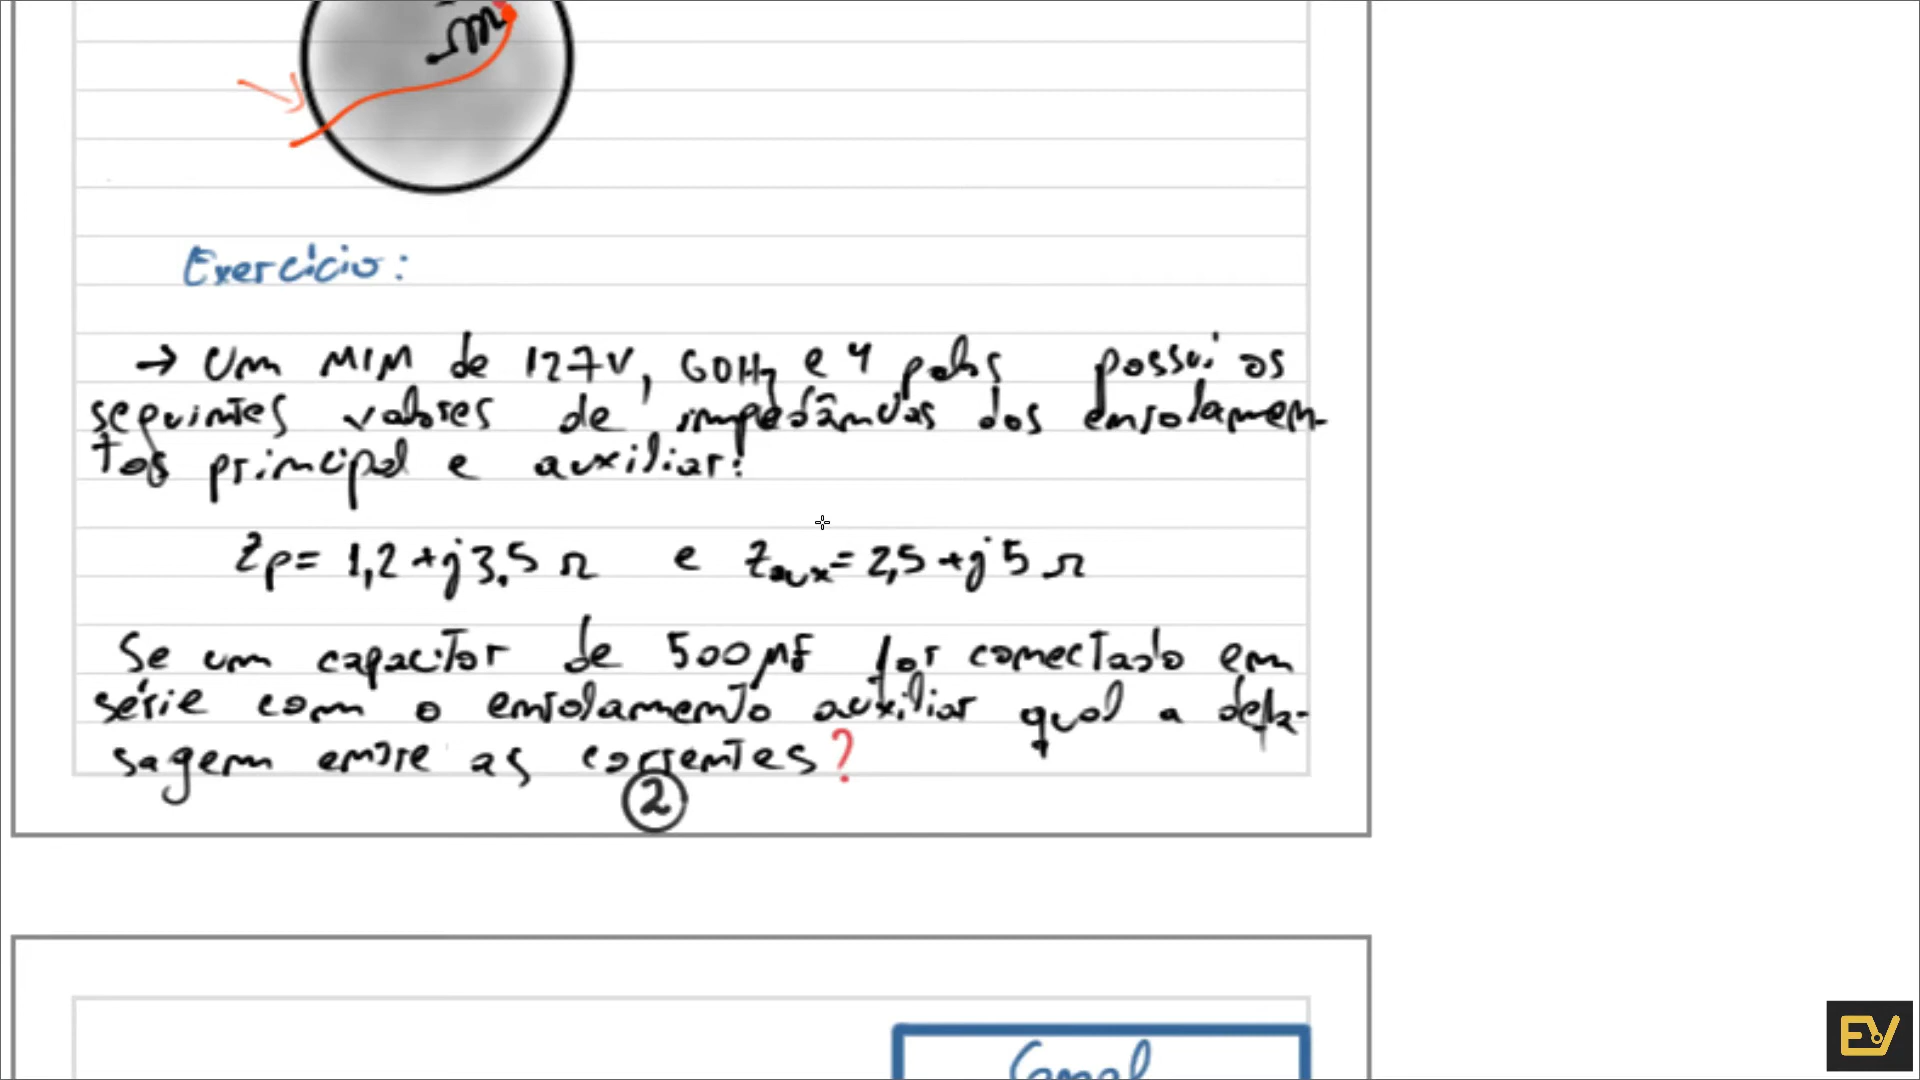 Exercício:
→ Um MIM de 127V, 60Hz e 4 polos possui os
seguintes valores de impedâncias dos enrolamen-
tos principal e auxiliar:
Zp= 1,2+j3,5 Ω e Zaux= 2,5+j5 Ω
Se um capacitor de 500μF for conectado em
série com o enrolamento auxiliar qual a defa-
sagem entre as correntes?
2
Canal
EV